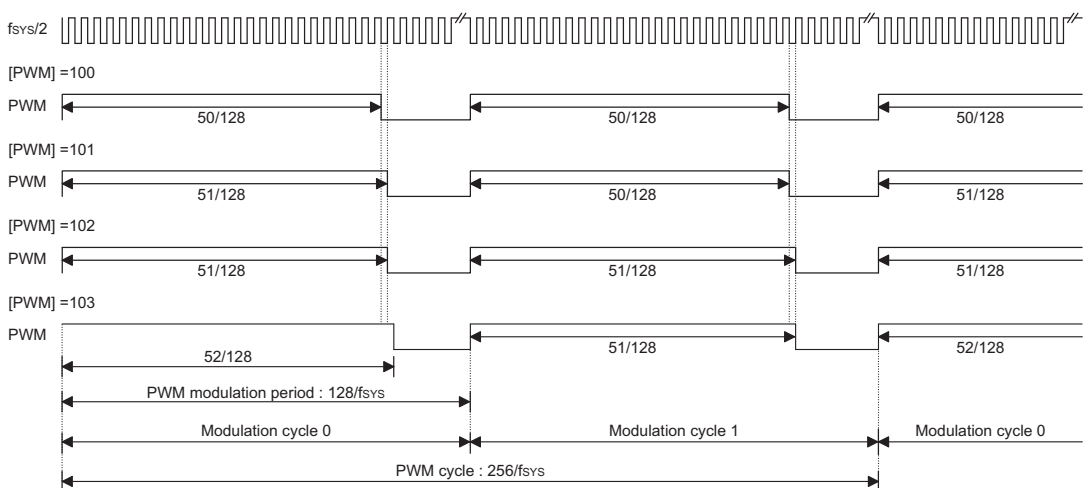 fSYS/2
[PWM] =100
PWM
50/128 50/128 50/128
[PWM] =101
PWM
51/128 50/128 51/128
[PWM] =102
PWM
51/128 51/128 51/128
[PWM] =103
PWM
52/128 51/128 52/128
PWM modulation period : 128/fSYS
Modulation cycle 0 Modulation cycle 1 Modulation cycle 0
PWM cycle : 256/fSYS